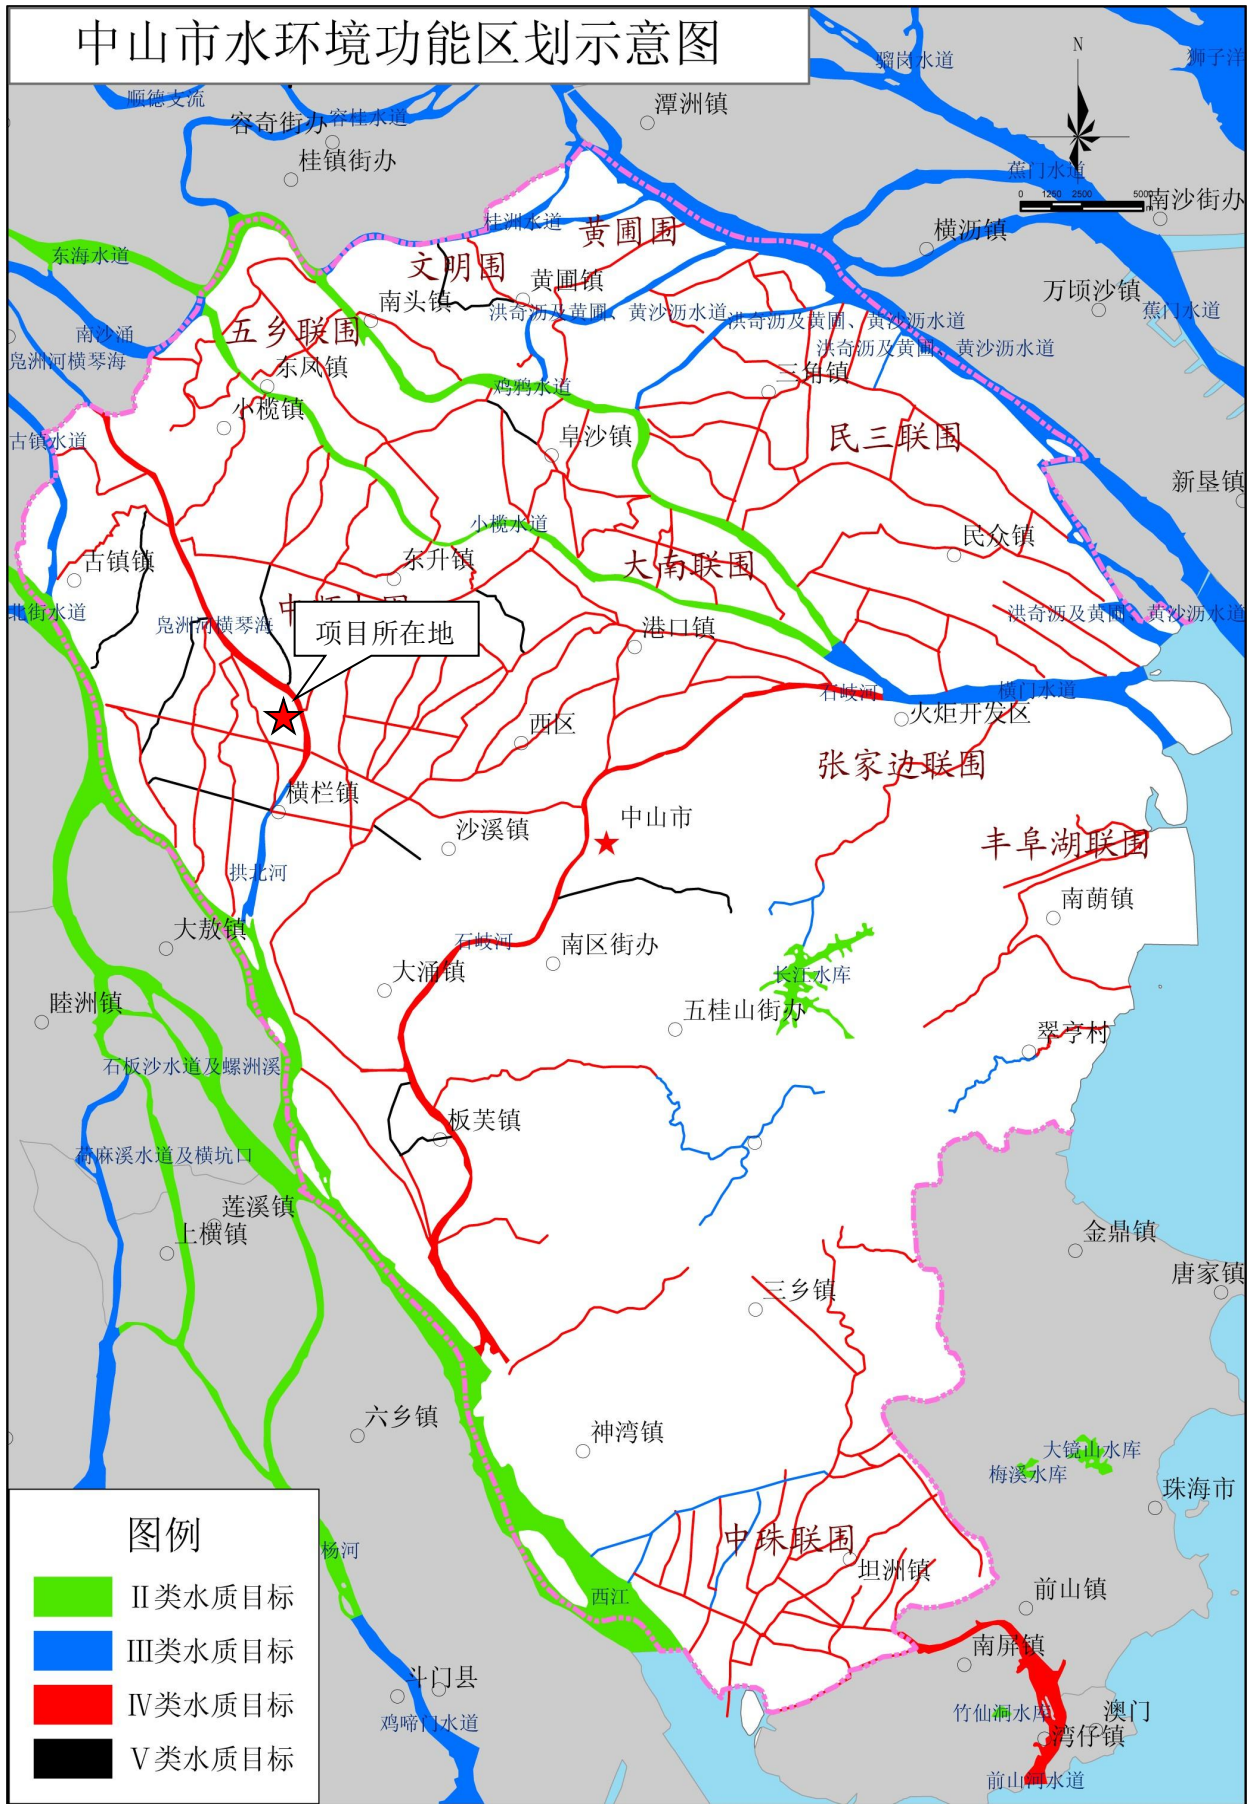 中山市水环境功能区划示意图
骝岗水道
狮子洋
N
顺德支流
容奇街办
容桂水道
潭洲镇
桂镇街办
蕉门水道
0 1250 2500 5000
南沙街办
桂洲水道
黄圃围
横沥镇
东海水道
文明围
黄圃镇
万顷沙镇
南头镇
洪奇沥及黄圃、黄沙沥水道
洪奇沥及黄圃、黄沙沥水道
蕉门水道
南沙涌
五乡联围
洪奇沥及黄圃、黄沙沥水道
凫洲河横琴海
东凤镇
鸡鸦水道
三角镇
小榄镇
古镇水道
阜沙镇
民三联围
新垦镇
小榄水道
民众镇
古镇镇
东升镇
大南联围
北街水道
凫洲河横琴海
项目所在地
港口镇
洪奇沥及黄圃、黄沙沥水道
石岐河
横门水道
西区
火炬开发区
张家边联围
横栏镇
沙溪镇
中山市
丰阜湖联围
拱北河
南蓢镇
大敖镇
石岐河
南区街办
大涌镇
长江水库
睦洲镇
五桂山街办
翠亨村
石板沙水道及螺洲溪
板芙镇
荷麻溪水道及横坑口
莲溪镇
上横镇
金鼎镇
三乡镇
唐家镇
六乡镇
神湾镇
大镜山水库
梅溪水库
珠海市
图例
杨河
中珠联围
坦洲镇
II类水质目标
西江
前山镇
III类水质目标
南屏镇
IV类水质目标
斗门县
鸡啼门水道
竹仙洞水库
澳门
湾仔镇
V类水质目标
前山河水道